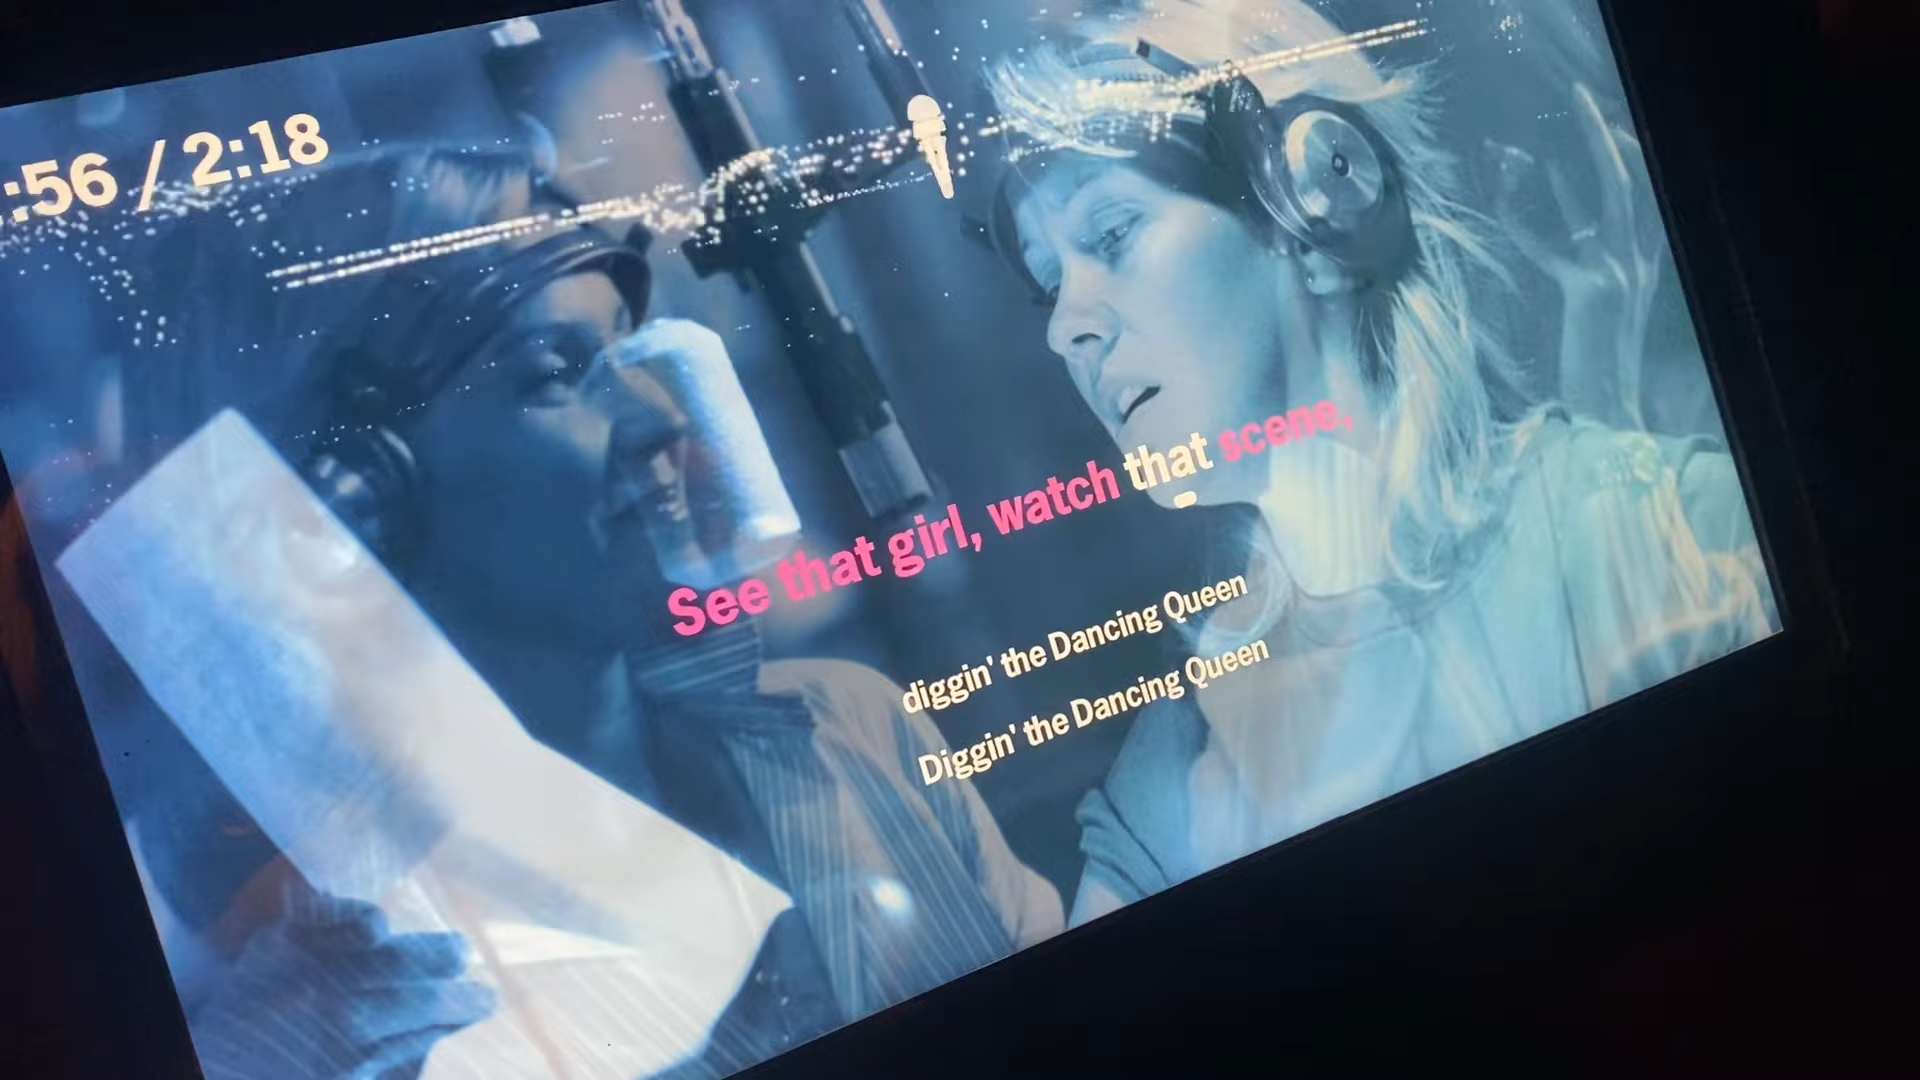 :56 / 2:18
See that girl, watch that scene,
diggin' the Dancing Queen
Diggin' the Dancing Queen